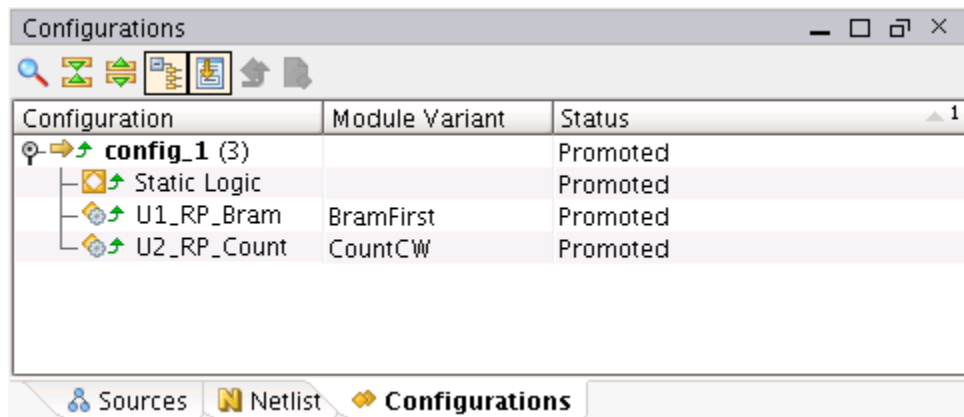 Configurations
Configuration Module Variant Status 1
config_1 (3) Promoted
Static Logic Promoted
U1_RP_Bram BramFirst Promoted
U2_RP_Count CountCW Promoted
Sources Netlist Configurations